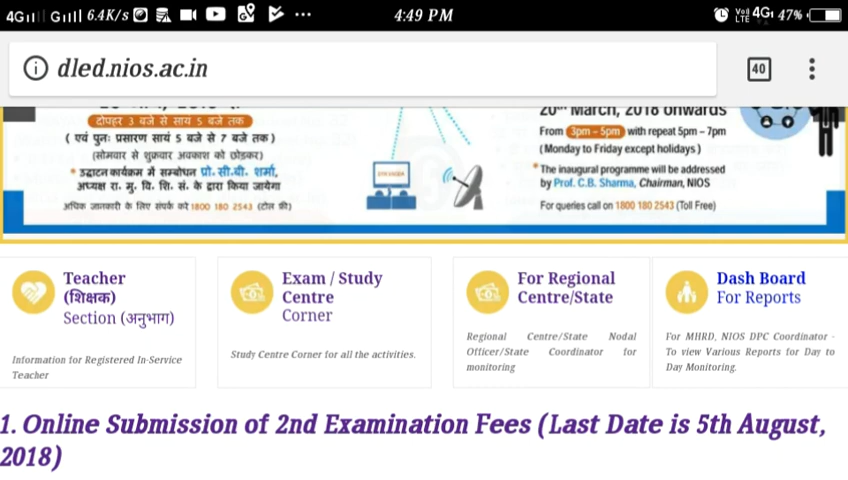 4G Gıll 6.4K/s 4:49 PM VoD LTE 4G 47%
dled.nios.ac.in 40
दोपहर 3 बजे से सायं 5 बजे तक
( एवं पुनः प्रसारण सायं 5 बजे से 7 बजे तक )
(सोमवार से शुक्रवार अवकाश को छोड़कर)
* उद्घाटन कार्यक्रम में सम्बोधन प्रो. सी.बी. शर्मा,
अध्यक्ष रा. मु. वि. शि. सं. के द्वारा किया जायेगा
अधिक जानकारी के लिए संपर्क करे 1800 180 2543 (टोल फ्री)
20th March, 2018 onwards
From 3pm – 5pm with repeat 5pm – 7pm
(Monday to Friday except holidays)
*The inaugural programme will be addressed
by Prof. C.B. Sharma, Chairman, NIOS
For queries call on 1800 180 2543 (Toll Free)
Teacher
(शिक्षक)
Section (अनुभाग)
Information for Registered In-Service
Teacher
Exam / Study
Centre
Corner
Study Centre Corner for all the activities.
For Regional
Centre/State
Regional Centre/State Nodal
Officer/State Coordinator for
monitoring
Dash Board
For Reports
For MHRD, NIOS DPC Coordinator -
To view Various Reports for Day to
Day Monitoring.
1. Online Submission of 2nd Examination Fees (Last Date is 5th August,
2018)